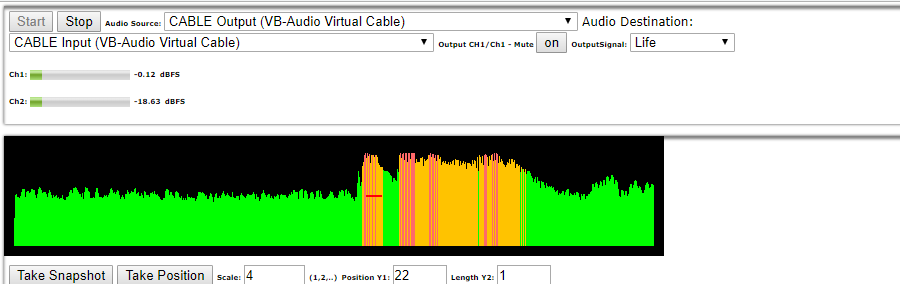 Start Stop Audio Source: CABLE Output (VB-Audio Virtual Cable) Audio Destination:
CABLE Input (VB-Audio Virtual Cable) Output CH1/Ch1 - Mute on OutputSignal: Life
Ch1: -0.12 dBFS
Ch2: -18.63 dBFS
Take Snapshot Take Position Scale: 4 (1,2,..) Position Y1: 22 Length Y2: 1